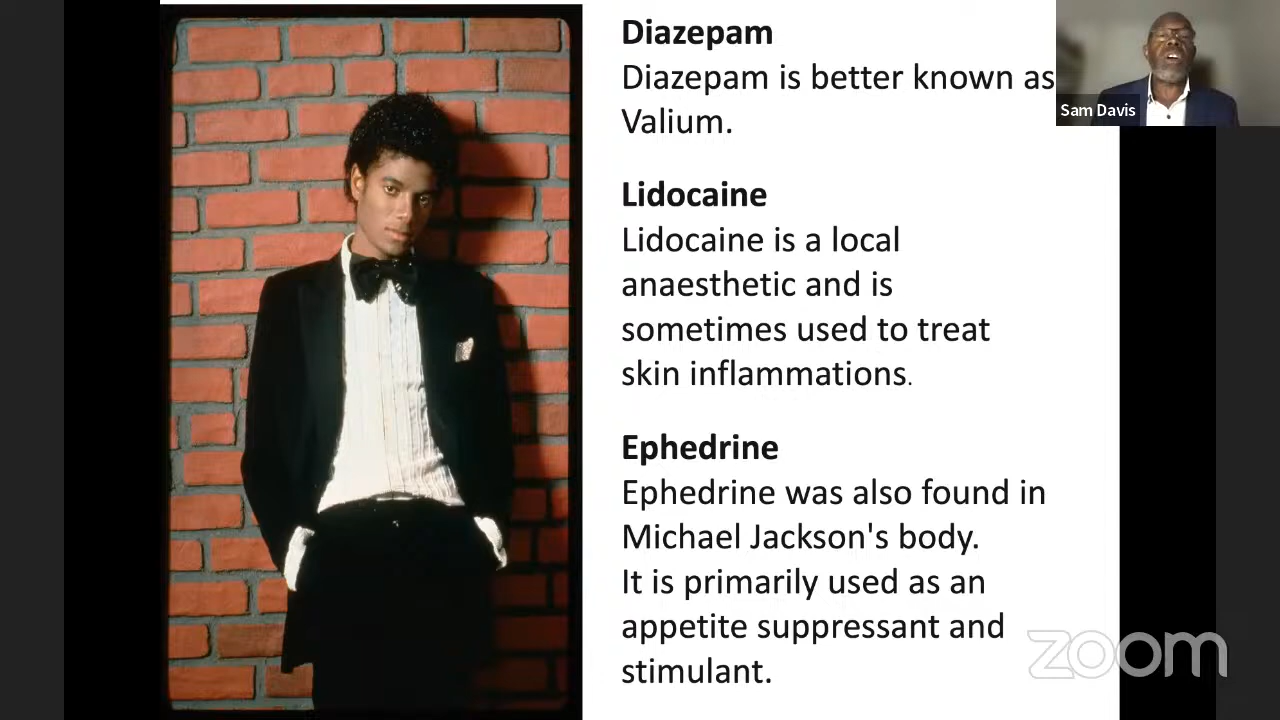 Diazepam
Diazepam is better known as
Valium.
Sam Davis
Lidocaine
Lidocaine is a local
anaesthetic and is
sometimes used to treat
skin inflammations.
Ephedrine
Ephedrine was also found in
Michael Jackson's body.
It is primarily used as an
appetite suppressant and
stimulant.
zoom